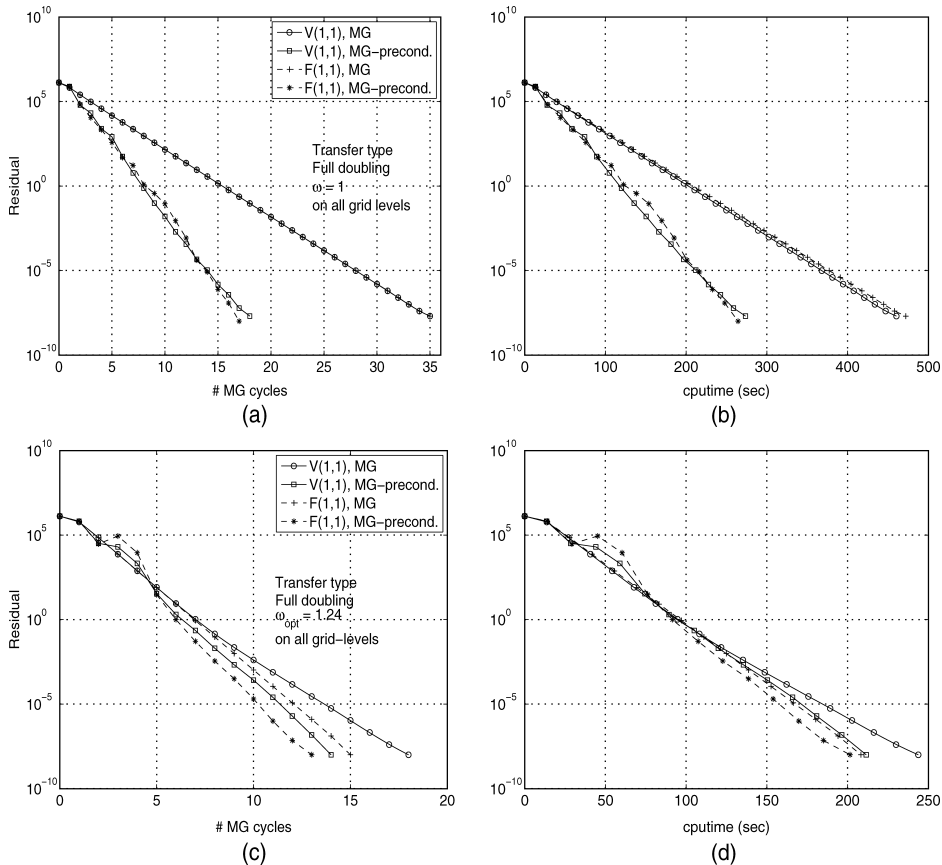 10^10
10^5
10^0
10^-5
10^-10
Residual
0 5 10 15 20 25 30 35
# MG cycles
(a)
V(1,1), MG
V(1,1), MG-precond.
F(1,1), MG
F(1,1), MG-precond.
Transfer type
Full doubling
ω = 1
on all grid levels
10^10
10^5
10^0
10^-5
10^-10
0 100 200 300 400 500
cputime (sec)
(b)
10^10
10^5
10^0
10^-5
10^-10
Residual
0 5 10 15 20
# MG cycles
(c)
V(1,1), MG
V(1,1), MG-precond.
F(1,1), MG
F(1,1), MG-precond.
Transfer type
Full doubling
ω_opt = 1.24
on all grid-levels
10^10
10^5
10^0
10^-5
10^-10
0 50 100 150 200 250
cputime (sec)
(d)